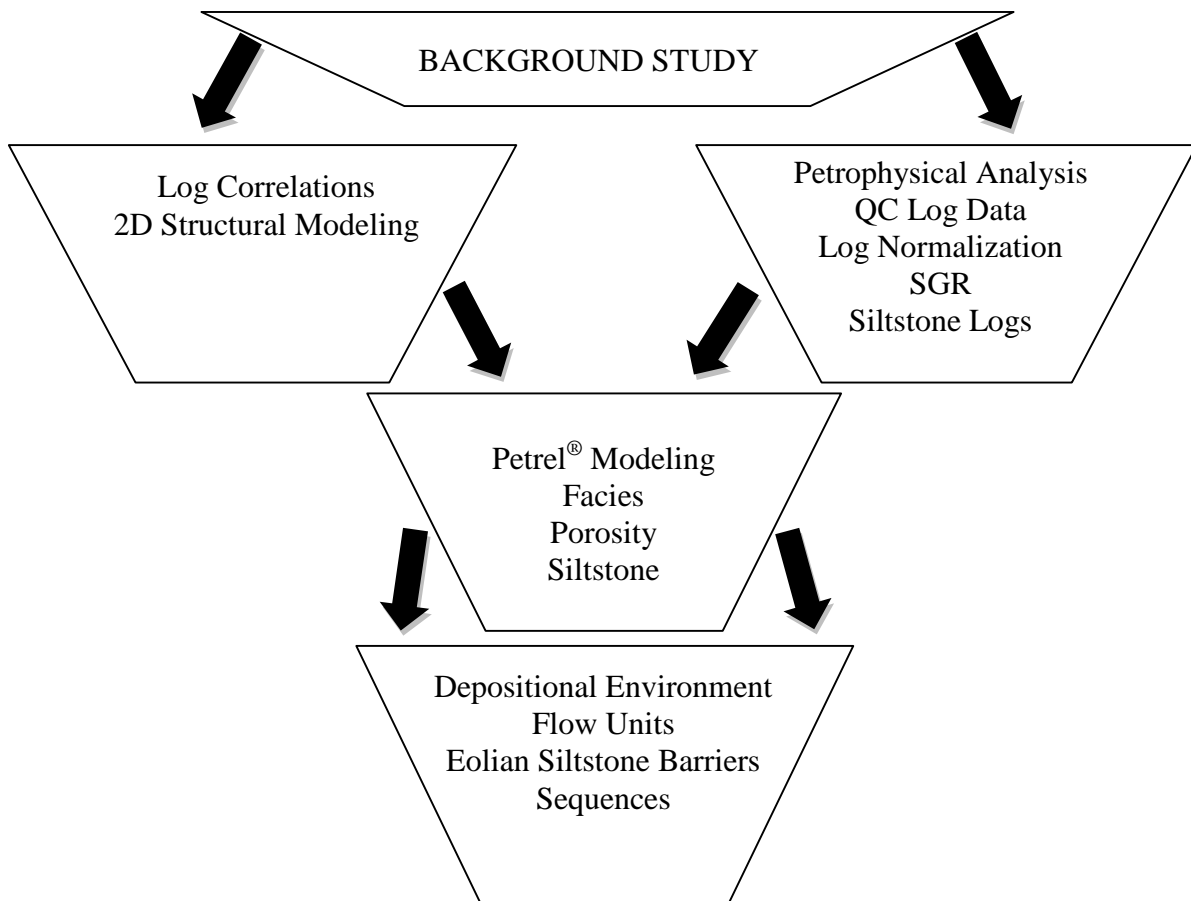 BACKGROUND STUDY
Log Correlations
2D Structural Modeling
Petrophysical Analysis
QC Log Data
Log Normalization
SGR
Siltstone Logs
Petrel® Modeling
Facies
Porosity
Siltstone
Depositional Environment
Flow Units
Eolian Siltstone Barriers
Sequences